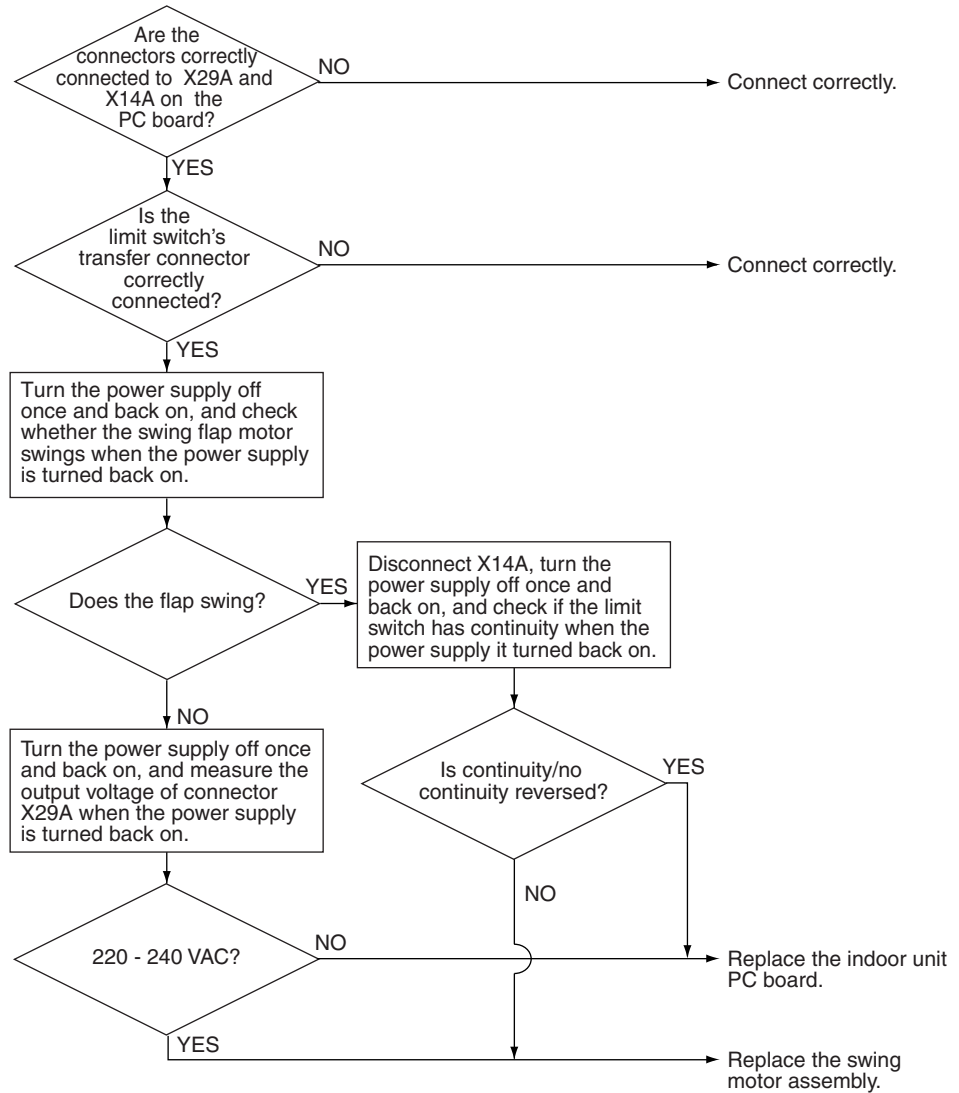 Are the
connectors correctly
connected to X29A and
X14A on the
PC board?
NO
Connect correctly.
YES
Is the
limit switch's
transfer connector
correctly
connected?
NO
Connect correctly.
YES
Turn the power supply off
once and back on, and check
whether the swing flap motor
swings when the power supply
is turned back on.
Does the flap swing?
YES
Disconnect X14A, turn the
power supply off once and
back on, and check if the limit
switch has continuity when the
power supply it turned back on.
NO
Turn the power supply off once
and back on, and measure the
output voltage of connector
X29A when the power supply
is turned back on.
Is continuity/no
continuity reversed?
YES
NO
220 - 240 VAC?
NO
Replace the indoor unit
PC board.
YES
Replace the swing
motor assembly.